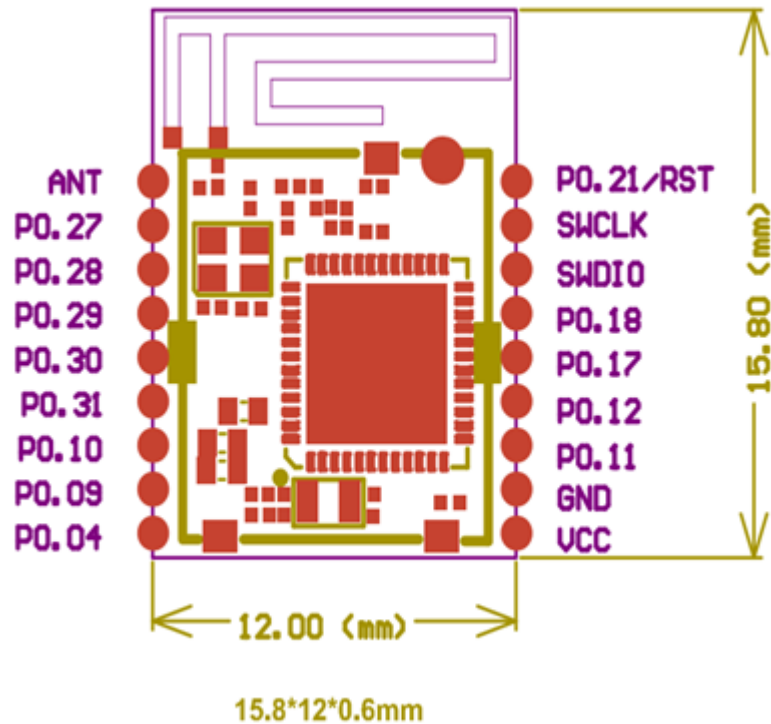 ANT
P0.27
P0.28
P0.29
P0.30
P0.31
P0.10
P0.09
P0.04
P0.21/RST
SWCLK
SWDIO
P0.18
P0.17
P0.12
P0.11
GND
VCC
15.80 (mm)
12.00 (mm)
15.8*12*0.6mm